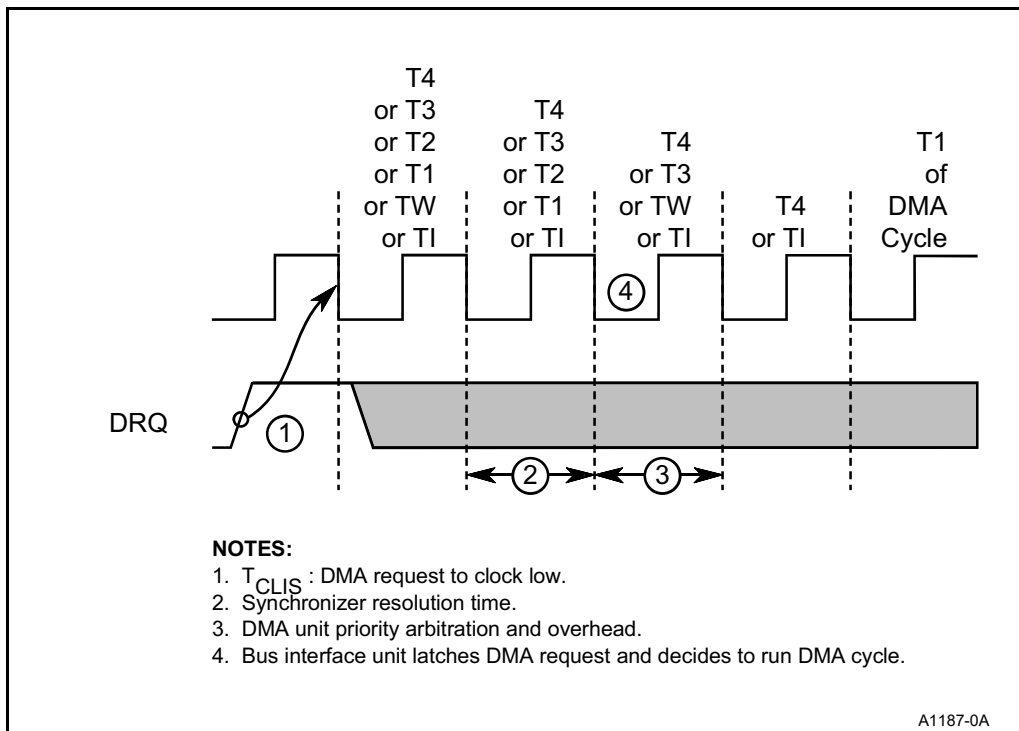 T4
or T3
or T2
or T1
or TW
or TI
T4
or T3
or T2
or T1
or TI
T4
or T3
or TW
or TI
T4
or TI
T1
of
DMA
Cycle
4
DRQ
1
2
3
NOTES:
1. TCLIS : DMA request to clock low.
2. Synchronizer resolution time.
3. DMA unit priority arbitration and overhead.
4. Bus interface unit latches DMA request and decides to run DMA cycle.
A1187-0A